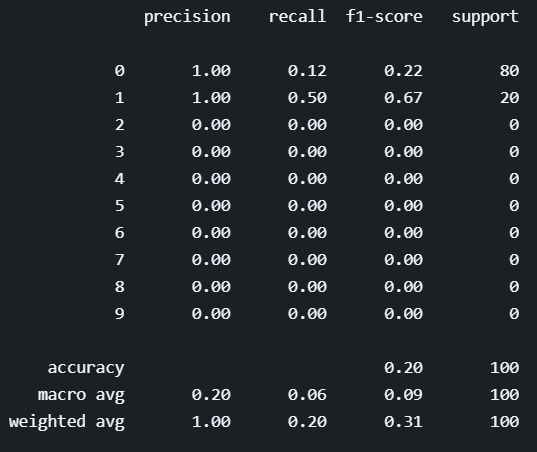 precision recall f1-score support
0 1.00 0.12 0.22 80
1 1.00 0.50 0.67 20
2 0.00 0.00 0.00 0
3 0.00 0.00 0.00 0
4 0.00 0.00 0.00 0
5 0.00 0.00 0.00 0
6 0.00 0.00 0.00 0
7 0.00 0.00 0.00 0
8 0.00 0.00 0.00 0
9 0.00 0.00 0.00 0
accuracy 0.20 100
macro avg 0.20 0.06 0.09 100
weighted avg 1.00 0.20 0.31 100